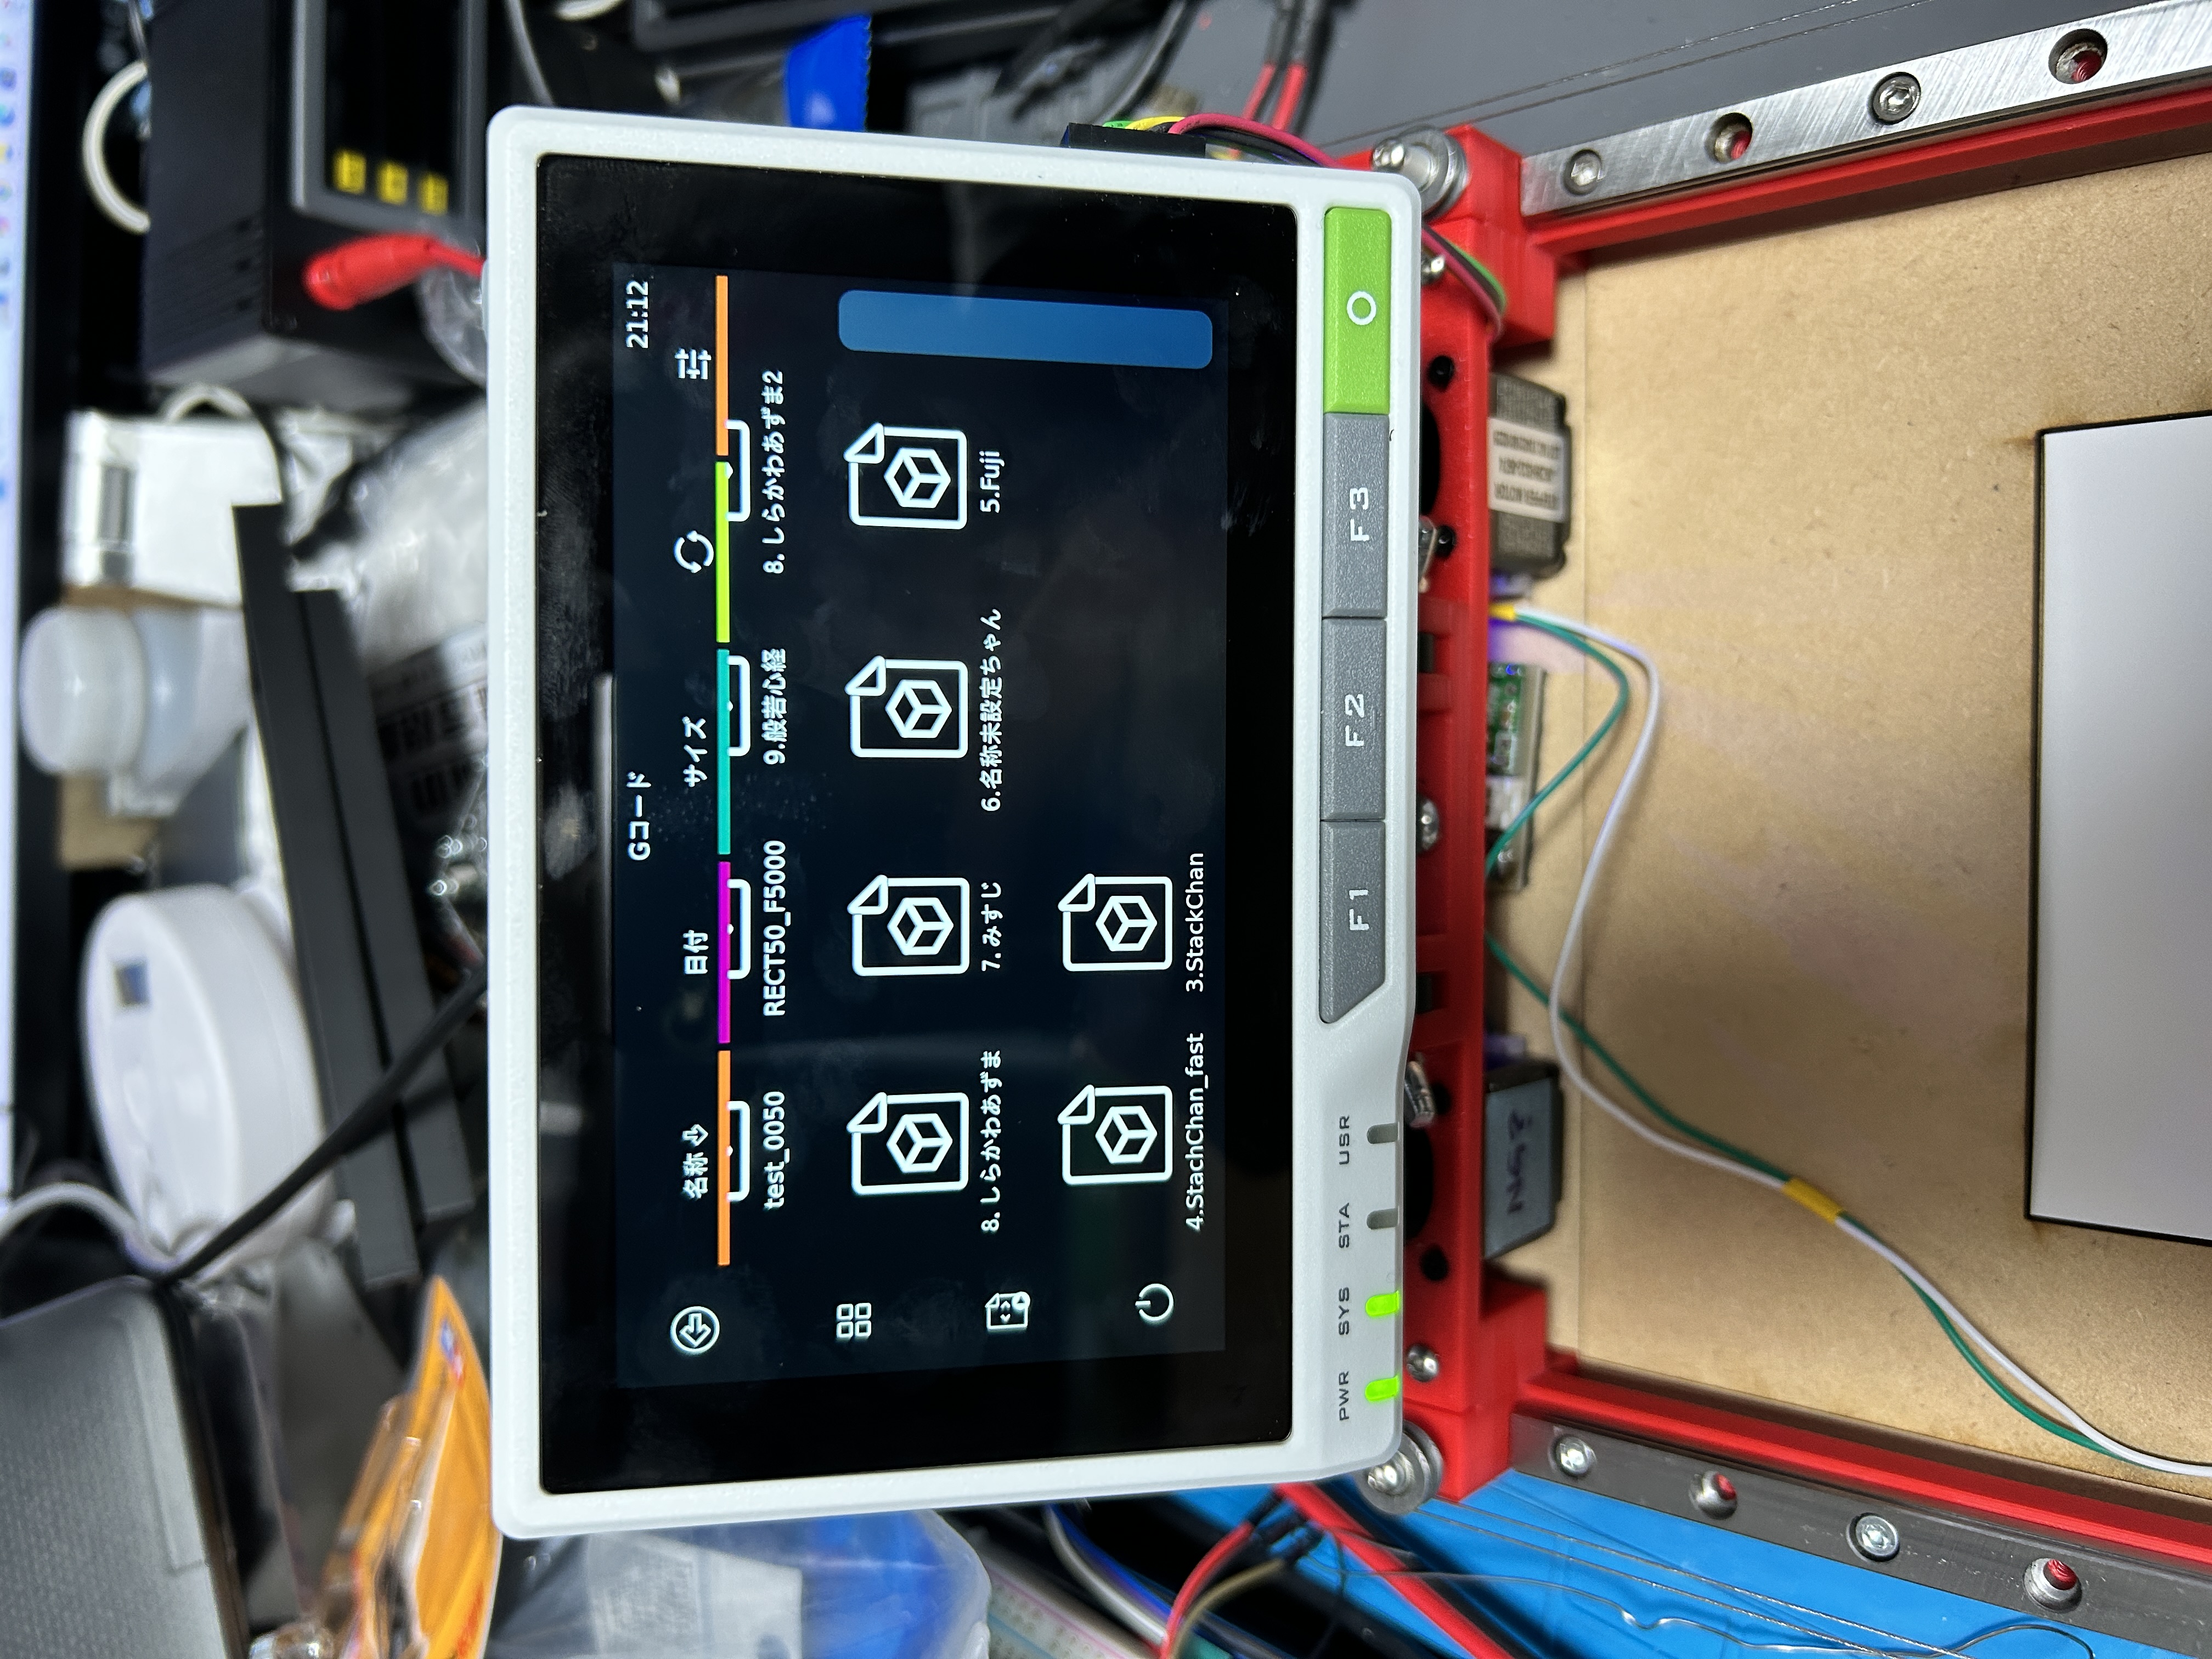 Gコード
21:12
名称
日付
サイズ
test_0050
RECT50_F5000
9.般若心経
8. しらかわあずま2
8. しらかわあずま
7. みすじ
6.名称未設定ちゃん
5.Fuji
4.StachChan_fast
3.StackChan
PWR
SYS
STA
USR
F1
F2
F3
NG?